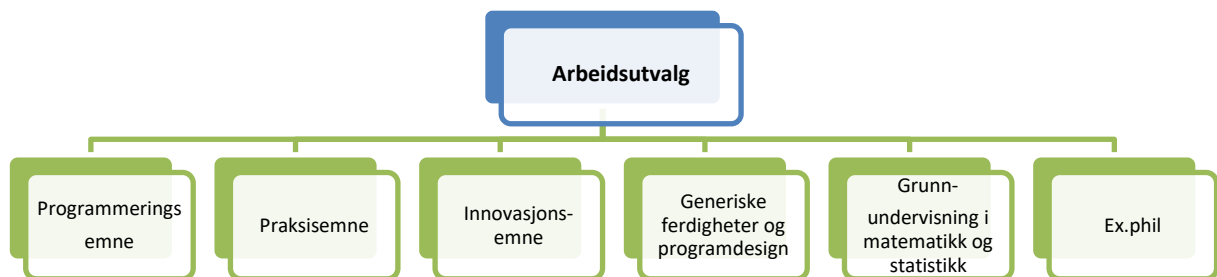 Arbeidsutvalg
Programmerings
emne
Praksisemne
Innovasjons-
emne
Generiske
ferdigheter og
programdesign
Grunn-
undervisning i
matematikk og
statistikk
Ex.phil